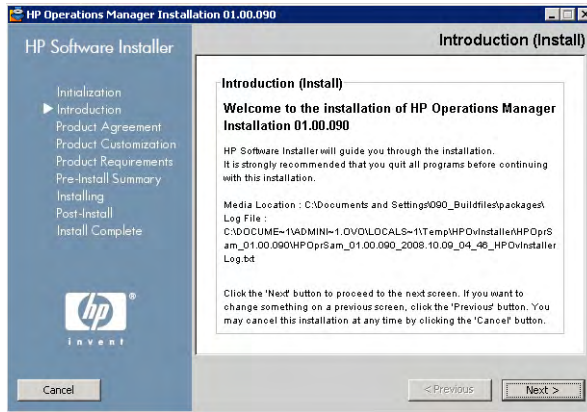 HP Operations Manager Installation 01.00.090
HP Software Installer
Introduction (Install)
Initialization
Introduction
Product Agreement
Product Customization
Product Requirements
Pre-Install Summary
Installing
Post-Install
Install Complete
hp
®
invent
Introduction (Install)
Welcome to the installation of HP Operations Manager
Installation 01.00.090
HP Software Installer will guide you through the installation.
It is strongly recommended that you quit all programs before continuing
with this installation.
Media Location : C:\Documents and Settings\090_Buildfiles\packages\
Log File :
C:\DOCUME~1\ADMINI~1.OVO\LOCALS~1\Temp\HPOvInstaller\HPOprS
am_01.00.090\HPOprSam_01.00.090_2008.10.09_04_46_HPOvInstaller
Log.txt
Click the 'Next' button to proceed to the next screen. If you want to
change something on a previous screen, click the 'Previous' button. You
may cancel this installation at any time by clicking the 'Cancel' button.
Cancel
< Previous
Next >